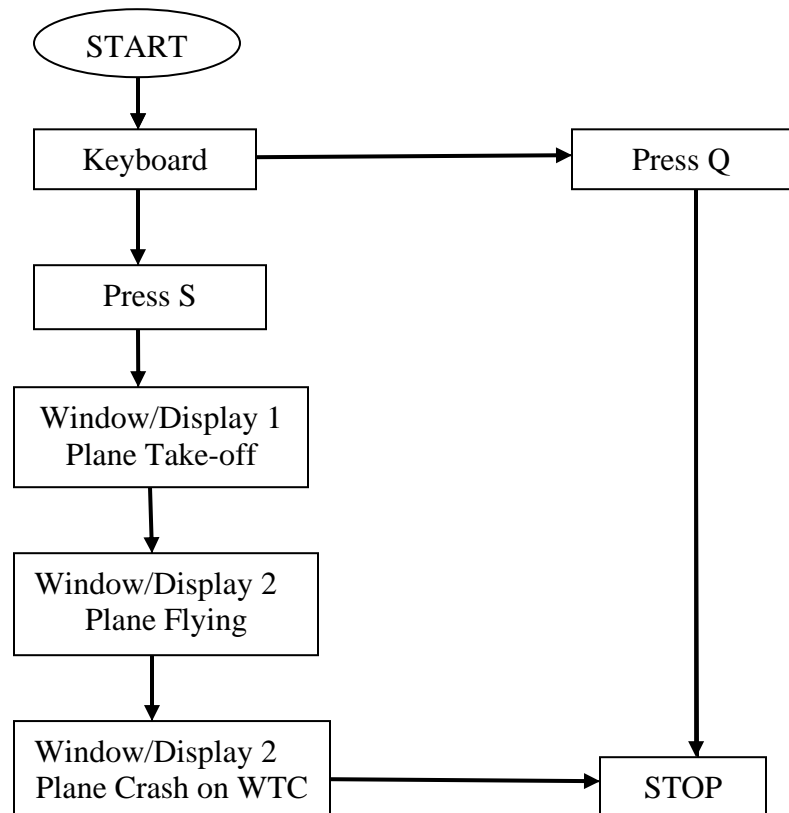 START
Keyboard
Press Q
Press S
Window/Display 1
Plane Take-off
Window/Display 2
Plane Flying
Window/Display 2
Plane Crash on WTC
STOP